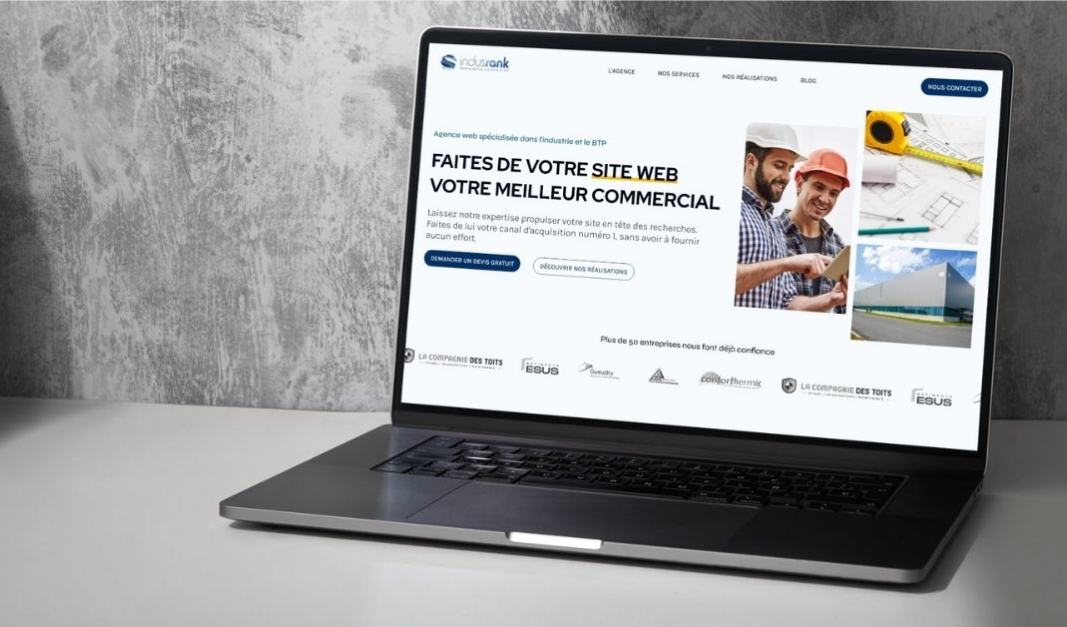 indusrank
L'AGENCE
NOS SERVICES
NOS RÉALISATIONS
BLOG
NOUS CONTACTER
Agence web spécialisée dans l'industrie et le BTP
FAITES DE VOTRE SITE WEB
VOTRE MEILLEUR COMMERCIAL
Laissez notre expertise propulser votre site en tête des recherches.
Faites de lui votre canal d'acquisition numéro 1, sans avoir à fournir
aucun effort.
DEMANDER UN DEVIS GRATUIT
DÉCOUVRIR NOS RÉALISATIONS
Plus de 50 entreprises nous font déjà confiance
LA COMPAGNIE DES TOITS
ESUS
Gueudry
confort thermic
LA COMPAGNIE DES TOITS
ESUS